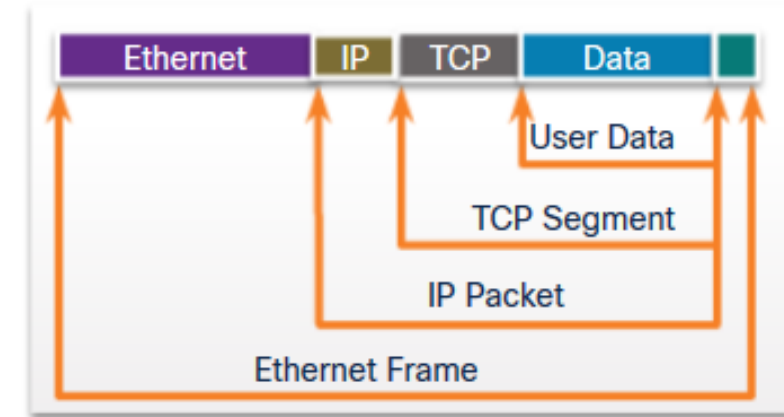 Ethernet IP TCP Data
User Data
TCP Segment
IP Packet
Ethernet Frame